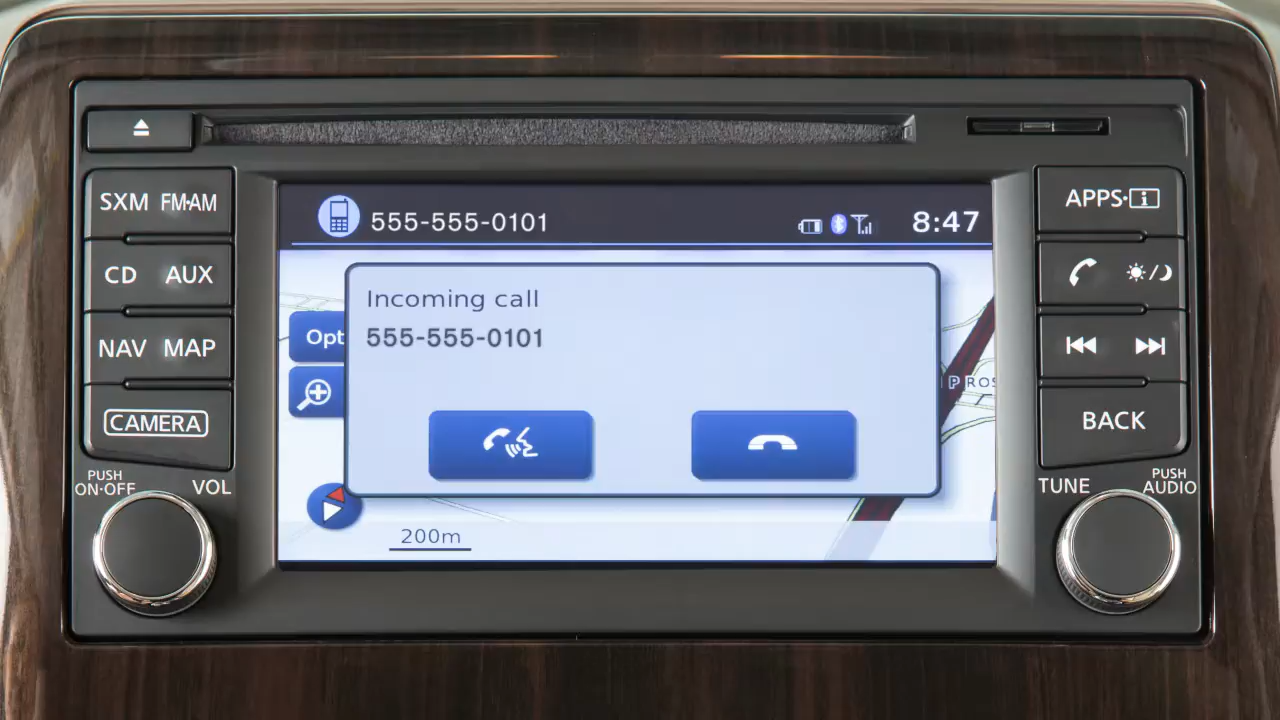 SXM FM·AM
CD AUX
NAV MAP
CAMERA
PUSH
ON·OFF
VOL
555-555-0101
8:47
Incoming call
555-555-0101
Opt
P ROS
200m
APPS·i
BACK
TUNE
PUSH
AUDIO